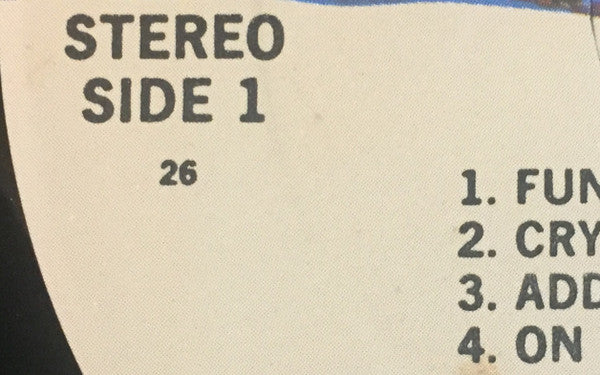 STEREO
SIDE 1
26
1. FUN
2. CRY
3. ADD
4. ON